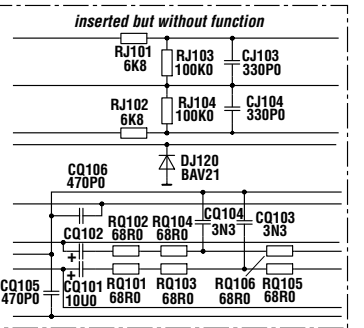 inserted but without function
RJ101
6K8
RJ103
100K0
CJ103
330P0
RJ102
6K8
RJ104
100K0
CJ104
330P0
DJ120
BAV21
CQ106
470P0
RQ102
68R0
RQ104
68R0
CQ104
3N3
CQ103
3N3
CQ102
+
+
CQ105
470P0
CQ101
10U0
RQ101
68R0
RQ103
68R0
RQ106
68R0
RQ105
68R0